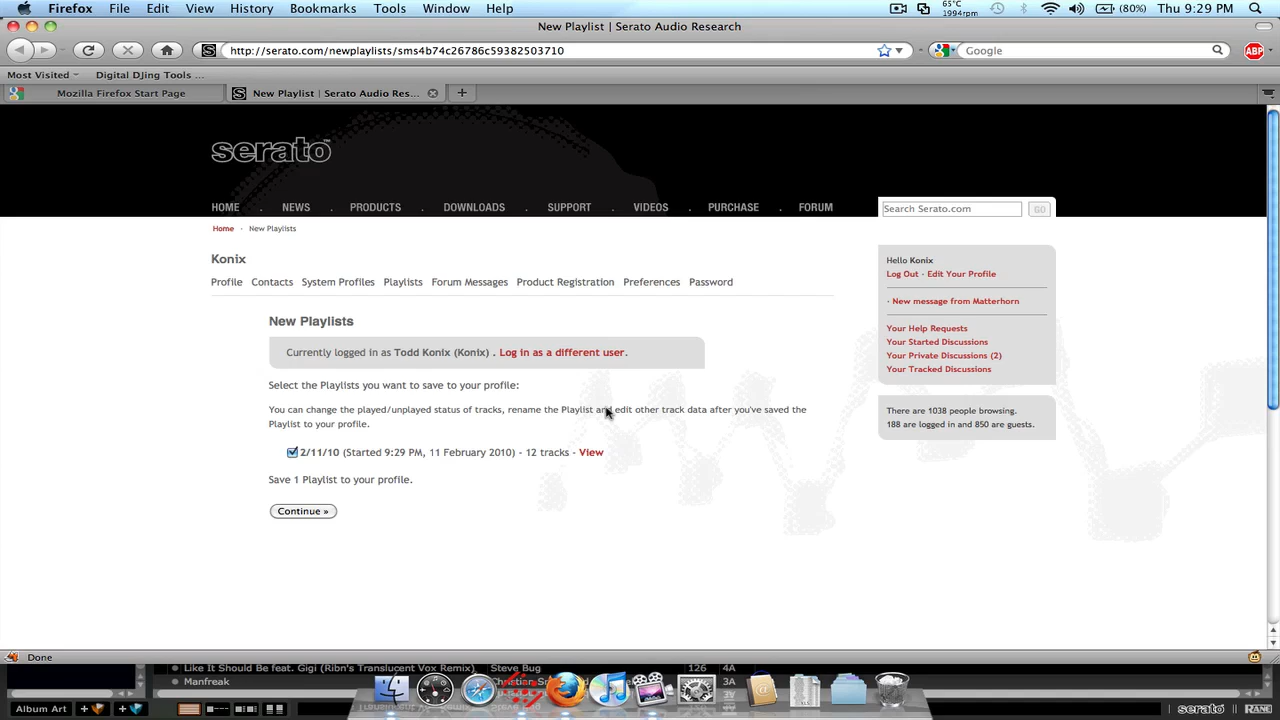 Firefox File Edit View History Bookmarks Tools Window Help 65°C 1994rpm (80%) Thu 9:29 PM
New Playlist | Serato Audio Research
http://serato.com/newplaylists/sms4b74c26786c59382503710 Google ABP
Most Visited Digital DJing Tools ...
Mozilla Firefox Start Page New Playlist | Serato Audio Res...
serato
HOME . NEWS . PRODUCTS . DOWNLOADS . SUPPORT . VIDEOS . PURCHASE . FORUM
Search Serato.com GO
Home · New Playlists
Konix
Profile Contacts System Profiles Playlists Forum Messages Product Registration Preferences Password
New Playlists
Currently logged in as Todd Konix (Konix) . Log in as a different user.
Select the Playlists you want to save to your profile:
You can change the played/unplayed status of tracks, rename the Playlist and edit other track data after you've saved the
Playlist to your profile.
2/11/10 (Started 9:29 PM, 11 February 2010) - 12 tracks - View
Save 1 Playlist to your profile.
Continue »
Hello Konix
Log Out - Edit Your Profile
· New message from Matterhorn
Your Help Requests
Your Started Discussions
Your Private Discussions (2)
Your Tracked Discussions
There are 1038 people browsing.
188 are logged in and 850 are guests.
Done
Like It Should Be feat. Gigi (Ribn's Translucent Vox Remix) Steve Bug 126 4A
Manfreak 3A
Album Art serato RANE